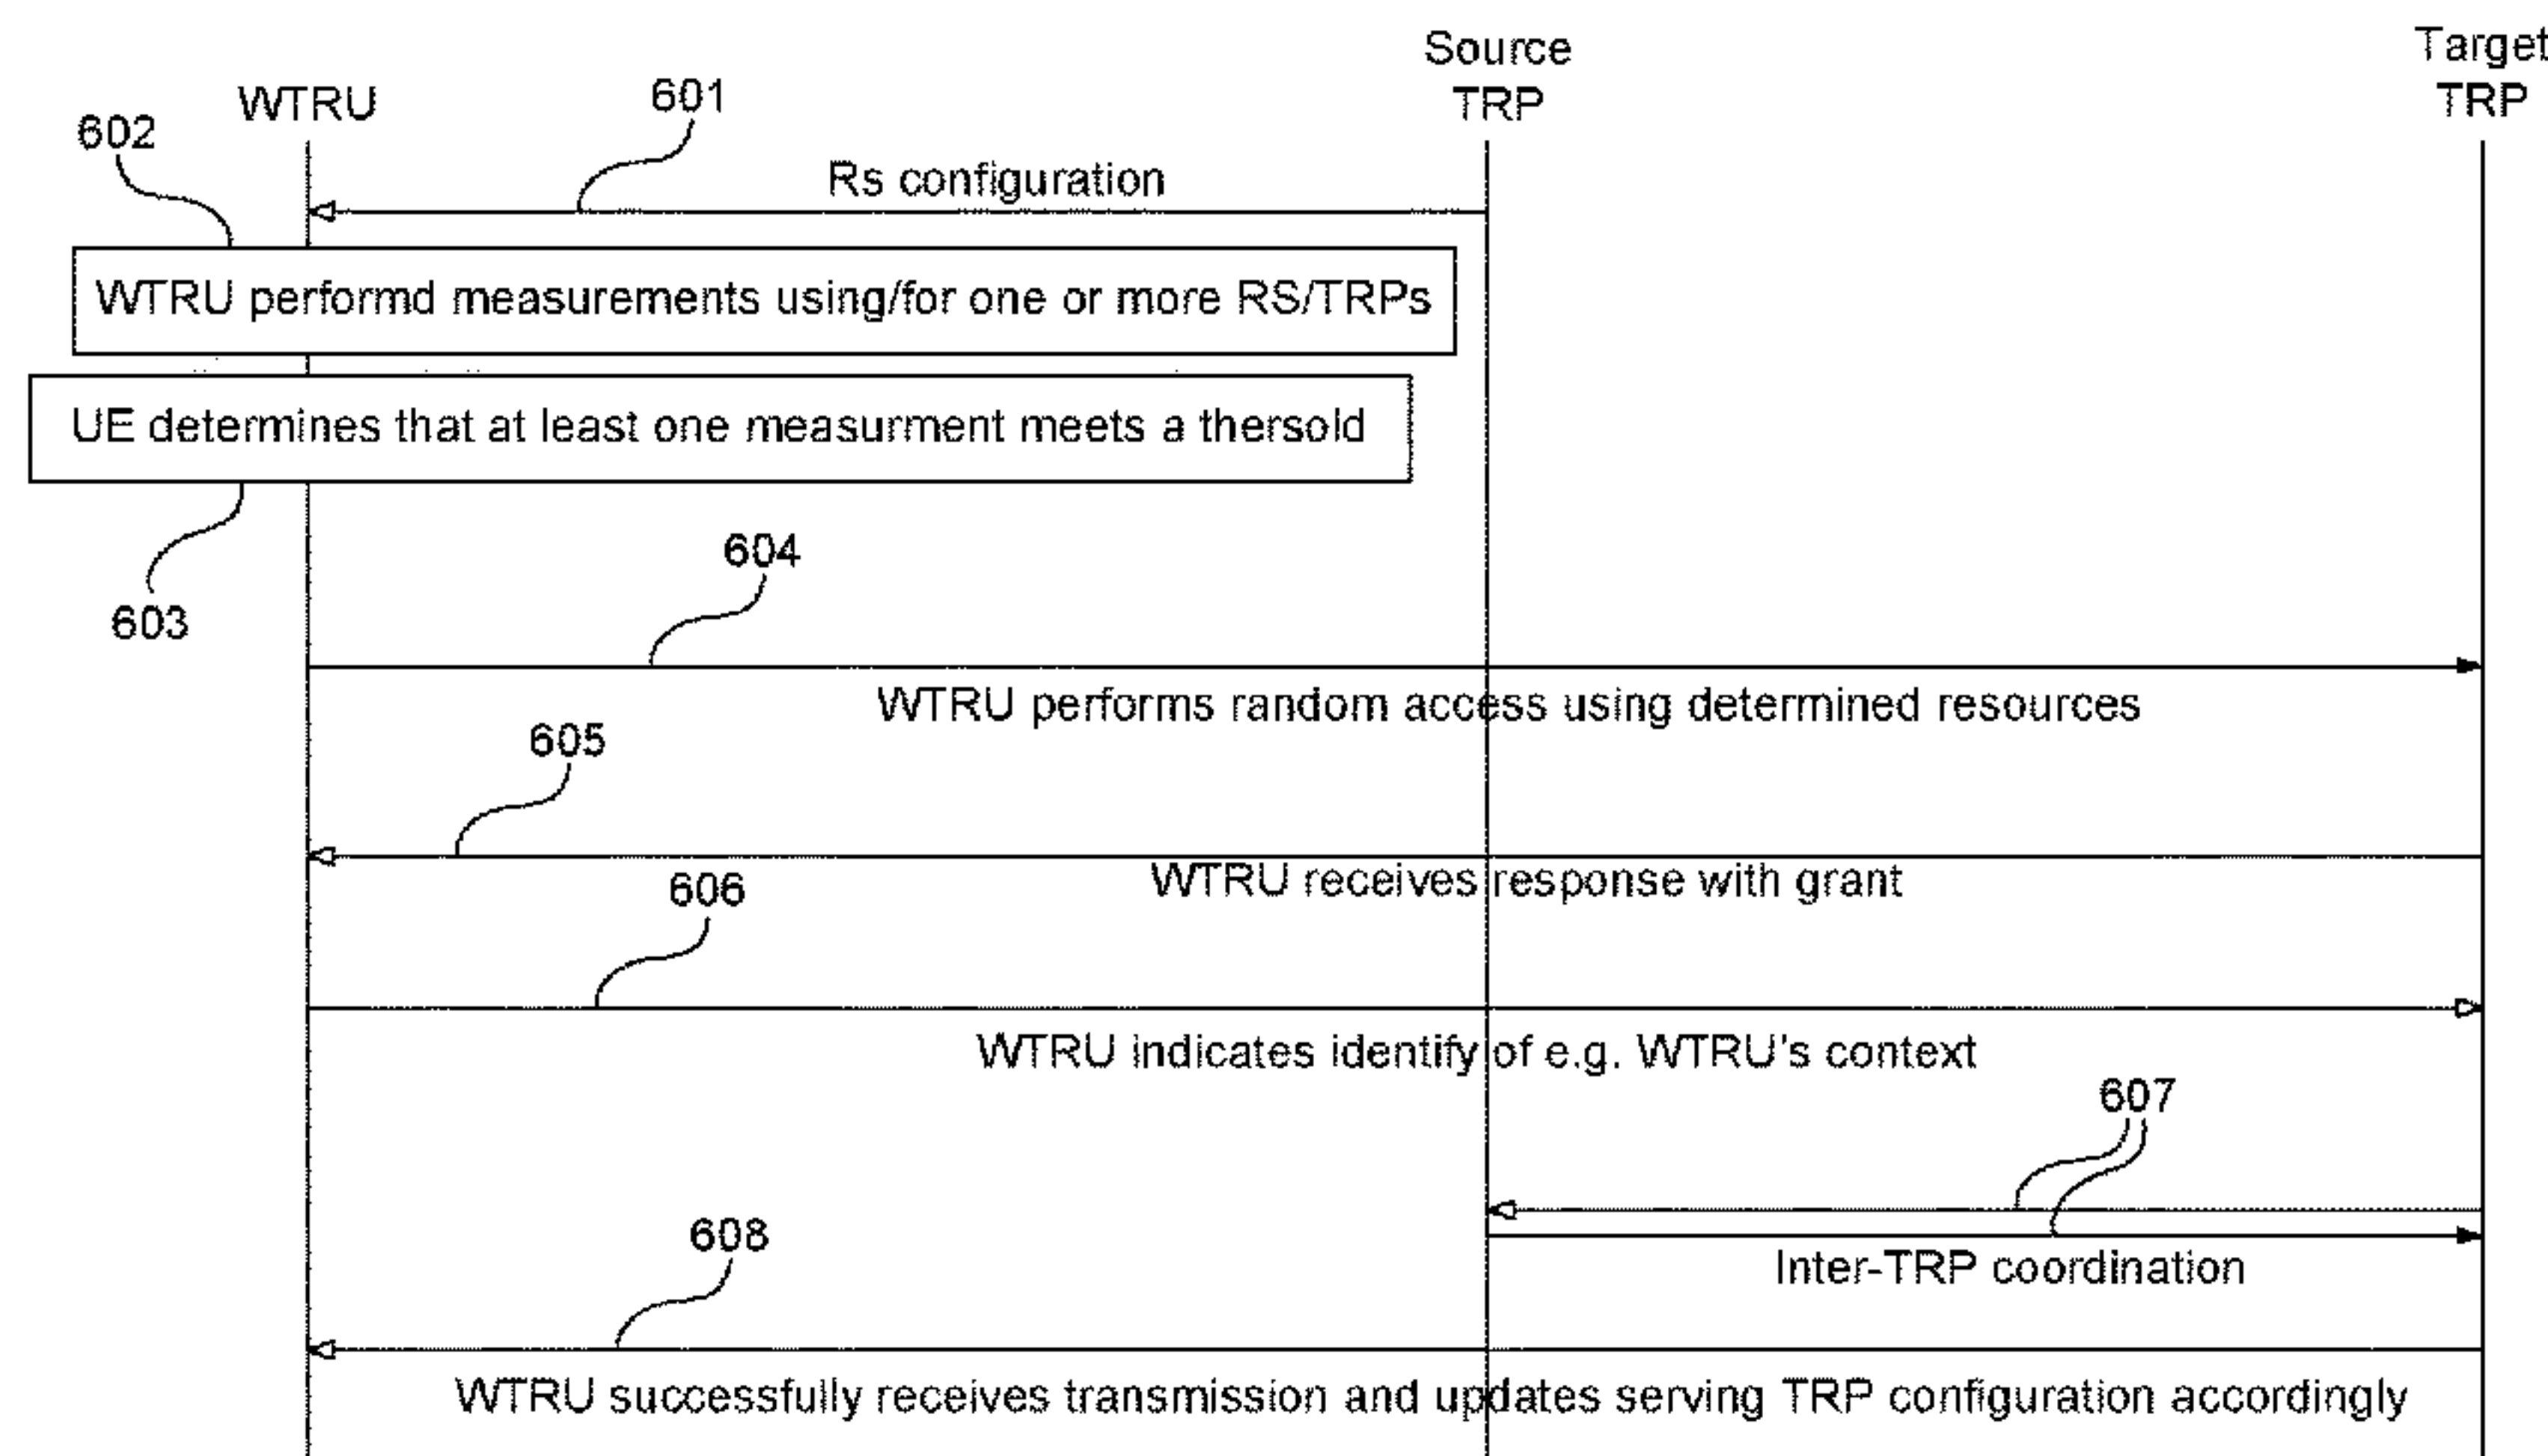 Source
TRP
Target
TRP
WTRU
601
602
Rs configuration
WTRU performd measurements using/for one or more RS/TRPs
UE determines that at least one measurment meets a thersold
603
604
WTRU performs random access using determined resources
605
WTRU receives response with grant
606
WTRU indicates identify of e.g. WTRU's context
607
Inter-TRP coordination
608
WTRU successfully receives transmission and updates serving TRP configuration accordingly